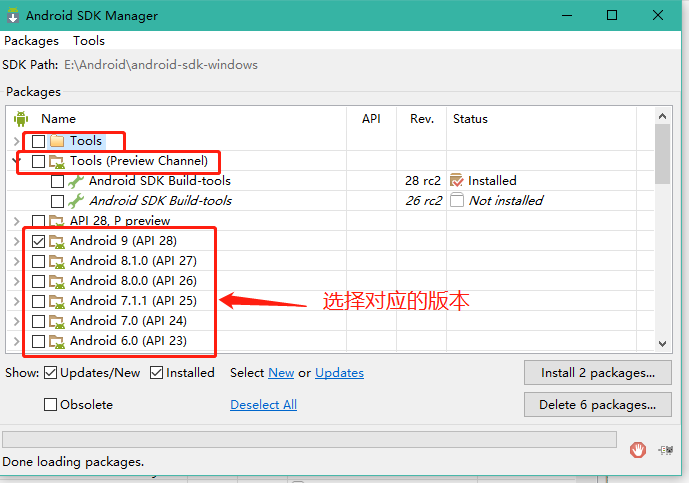 Android SDK Manager
Packages Tools
SDK Path: E:\Android\android-sdk-windows
Packages
Name API Rev. Status
Tools
Tools (Preview Channel)
Android SDK Build-tools 28 rc2 Installed
Android SDK Build-tools 26 rc2 Not installed
API 28, P preview
Android 9 (API 28)
Android 8.1.0 (API 27)
Android 8.0.0 (API 26)
Android 7.1.1 (API 25) 选择对应的版本
Android 7.0 (API 24)
Android 6.0 (API 23)
Show: Updates/New Installed Select New or Updates Install 2 packages...
Obsolete Deselect All Delete 6 packages...
Done loading packages.